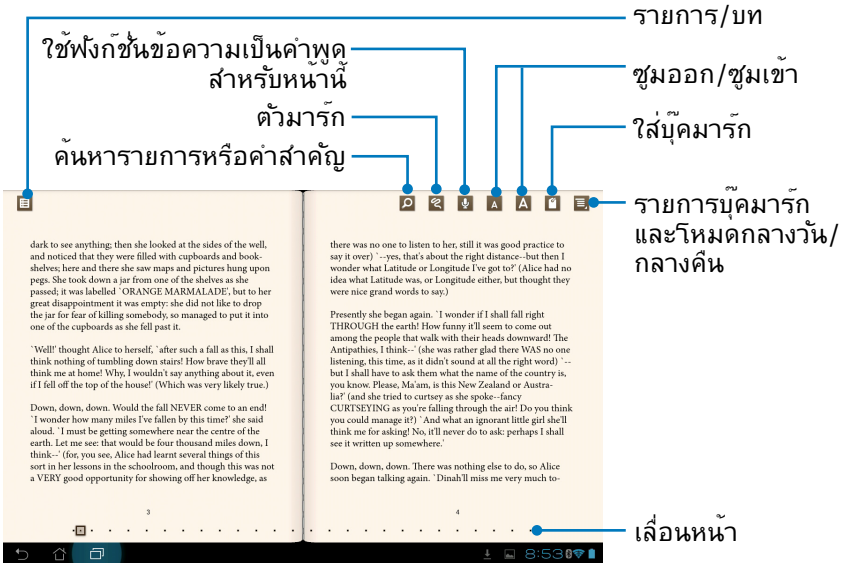 รายการ/บท
ใช้ฟังก์ชั่นข้อความเป็นคำพูด
สำหรับหน้านี้
ซูมออก/ซูมเข้า
ตัวมาร์ก
ใส่บุ๊คมาร์ก
ค้นหารายการหรือคำสำคัญ
A
A
รายการบุ๊คมาร์ก
และโหมดกลางวัน/
กลางคืน
dark to see anything; then she looked at the sides of the well,
and noticed that they were filled with cupboards and book-
shelves; here and there she saw maps and pictures hung upon
pegs. She took down a jar from one of the shelves as she
passed; it was labelled `ORANGE MARMALADE', but to her
great disappointment it was empty: she did not like to drop
the jar for fear of killing somebody, so managed to put it into
one of the cupboards as she fell past it.
`Well!' thought Alice to herself, `after such a fall as this, I shall
think nothing of tumbling down stairs! How brave they'll all
think me at home! Why, I wouldn't say anything about it, even
if I fell off the top of the house!' (Which was very likely true.)
Down, down, down. Would the fall NEVER come to an end!
`I wonder how many miles I've fallen by this time?' she said
aloud. `I must be getting somewhere near the centre of the
earth. Let me see: that would be four thousand miles down, I
think--' (for, you see, Alice had learnt several things of this
sort in her lessons in the schoolroom, and though this was not
a VERY good opportunity for showing off her knowledge, as
3
there was no one to listen to her, still it was good practice to
say it over) `--yes, that's about the right distance--but then I
wonder what Latitude or Longitude I've got to?' (Alice had no
idea what Latitude was, or Longitude either, but thought they
were nice grand words to say.)
Presently she began again. `I wonder if I shall fall right
THROUGH the earth! How funny it'll seem to come out
among the people that walk with their heads downward! The
Antipathies, I think--' (she was rather glad there WAS no one
listening, this time, as it didn't sound at all the right word) `--
but I shall have to ask them what the name of the country is,
you know. Please, Ma'am, is this New Zealand or Austra-
lia?' (and she tried to curtsey as she spoke--fancy
CURTSEYING as you're falling through the air! Do you think
you could manage it?) `And what an ignorant little girl she'll
think me for asking! No, it'll never do to ask: perhaps I shall
see it written up somewhere.'
Down, down, down. There was nothing else to do, so Alice
soon began talking again. `Dinah'll miss me very much to-
4
เลื่อนหน้า
8:53